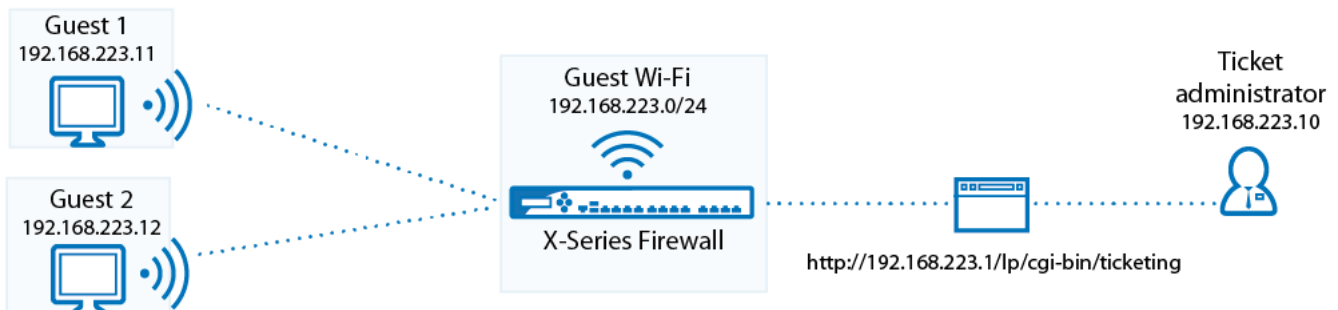 Guest 1
192.168.223.11
Guest 2
192.168.223.12
Guest Wi-Fi
192.168.223.0/24
X-Series Firewall
http://192.168.223.1/lp/cgi-bin/ticketing
Ticket
administrator
192.168.223.10